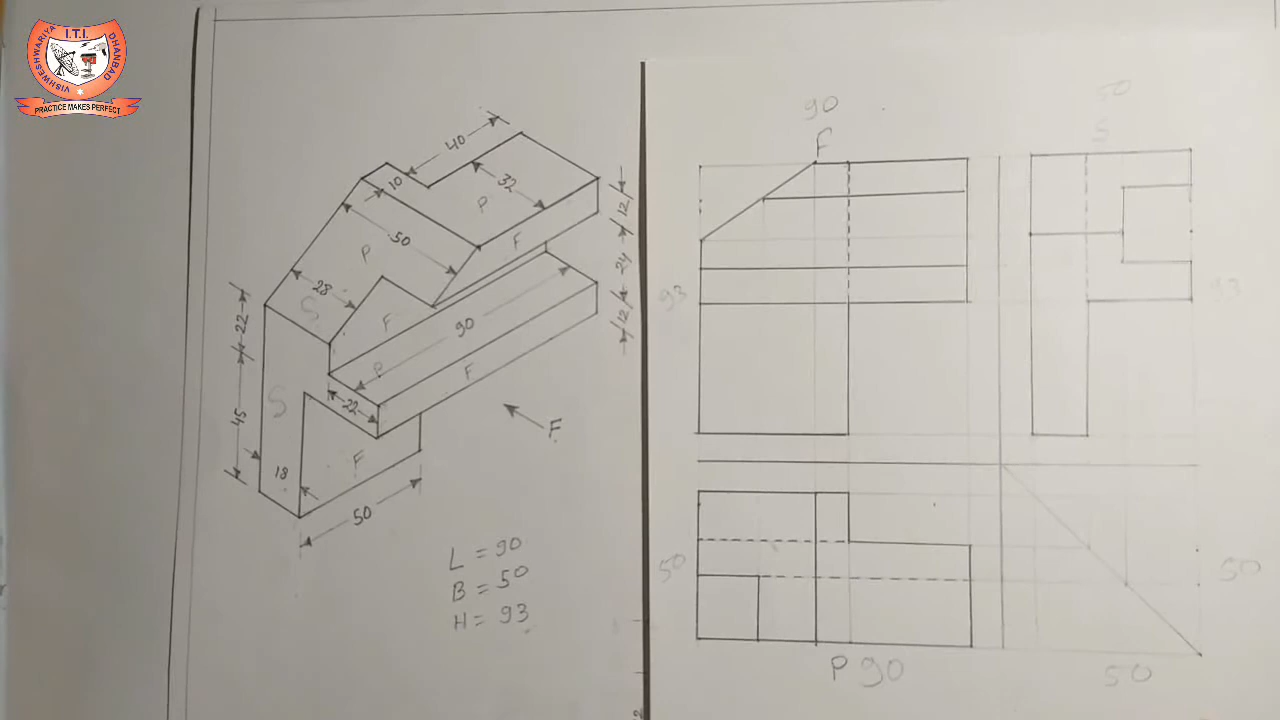 I.T.I.
VISHWESHWARIYA
DHANBAD
PRACTICE MAKES PERFECT
40
10
32
P
50
P
F
12
24
12
28
S
F
90
22
P
F
S
22
45
18
F
F
50
L = 90
B = 50
H = 93
90
F
50
S
93
93
50
50
P 90
50